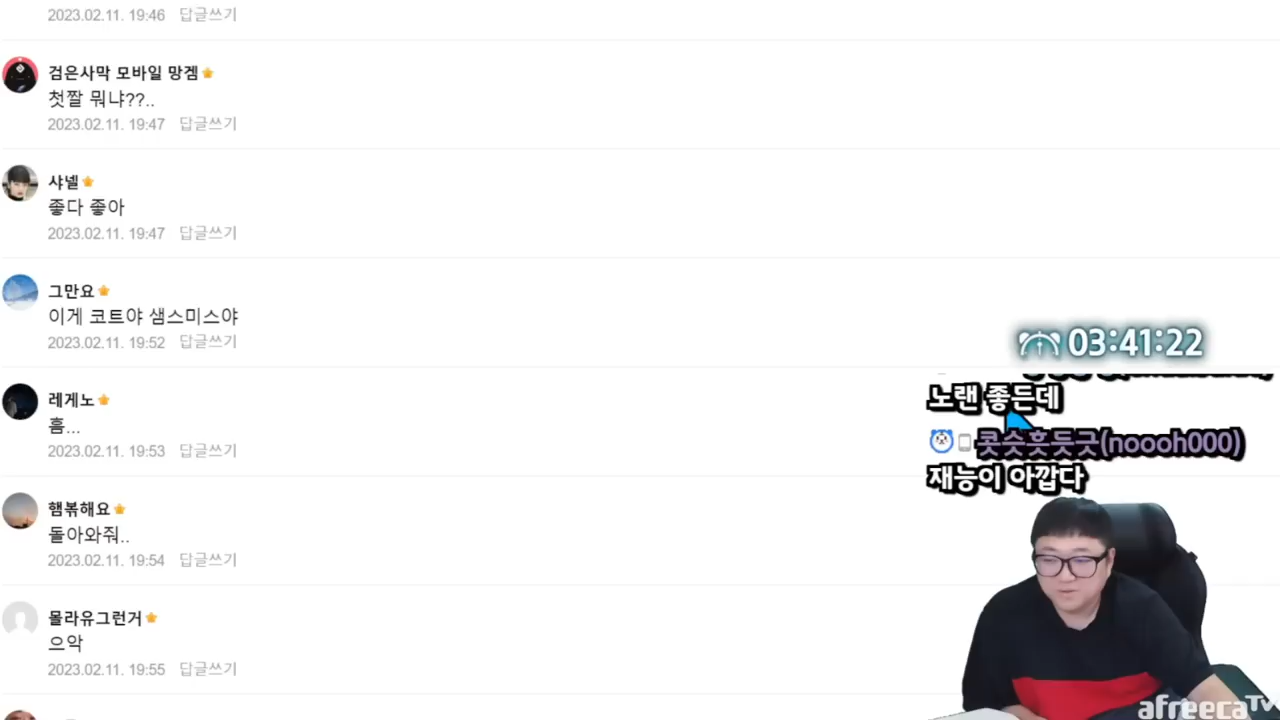 2023.02.11. 19:46 답글쓰기
검은사막 모바일 망겜
첫짤 뭐냐??..
2023.02.11. 19:47 답글쓰기
샤넬
좋다 좋아
2023.02.11. 19:47 답글쓰기
그만요
이게 코트야 샘스미스야
2023.02.11. 19:52 답글쓰기
레게노
흠...
2023.02.11. 19:53 답글쓰기
햄볶해요
돌아와줘..
2023.02.11. 19:54 답글쓰기
몰라유그런거
으악
2023.02.11. 19:55 답글쓰기
03:41:22
노랜 좋든데
콧슷흣듯긋(noooh000)
재능이 아깝다
afreecaTV